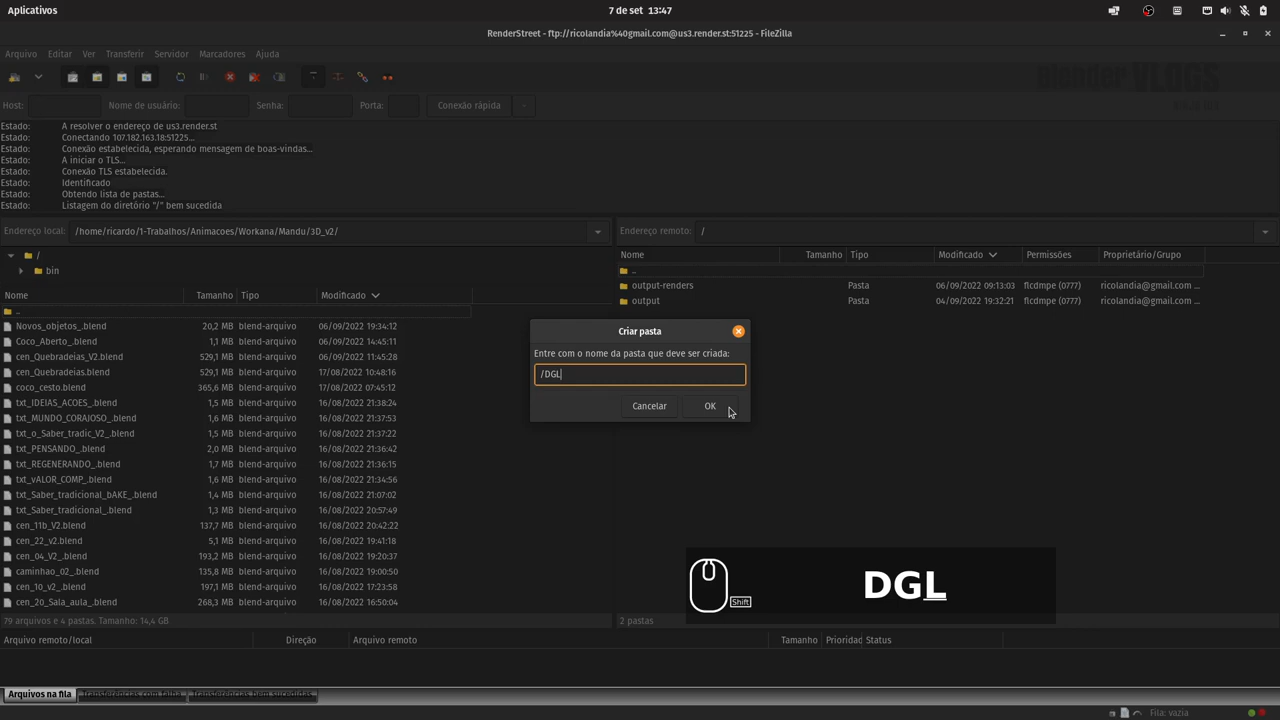 Aplicativos
7 de set 13:47
RenderStreet - ftp://ricolandia%40gmail.com@us3.render.st:51225 - FileZilla
Arquivo Editar Ver Transferir Servidor Marcadores Ajuda
blender VLOGS
Host: Nome de usuário: Senha: Porta: Conexão rápida
Estado: A resolver o endereço de us3.render.st
Estado: Conectando 107.182.163.18:51225...
Estado: Conexão estabelecida, esperando mensagem de boas-vindas...
Estado: A iniciar o TLS...
Estado: Conexão TLS estabelecida.
Estado: Identificado
Estado: Obtendo lista de pastas...
Estado: Listagem do diretório "/" bem sucedida
Endereço local: /home/ricardo/1-Trabalhos/Animacoes/Workana/Mandu/3D_v2/
/
bin
Nome Tamanho Tipo Modificado
..
Novos_objetos_.blend 20,2 MB blend-arquivo 06/09/2022 19:34:12
Coco_Aberto_.blend 1,1 MB blend-arquivo 06/09/2022 14:45:11
cen_Quebradeias_V2.blend 529,1 MB blend-arquivo 06/09/2022 11:45:28
cen_Quebradeias.blend 529,1 MB blend-arquivo 17/08/2022 10:48:16
coco_cesto.blend 365,6 MB blend-arquivo 17/08/2022 07:45:12
txt_IDEIAS_ACOES_.blend 1,5 MB blend-arquivo 16/08/2022 21:38:24
txt_MUNDO_CORAJOSO_.blend 1,6 MB blend-arquivo 16/08/2022 21:37:53
txt_o_Saber_tradic_V2_.blend 1,5 MB blend-arquivo 16/08/2022 21:37:22
txt_PENSANDO_.blend 2,0 MB blend-arquivo 16/08/2022 21:36:42
txt_REGENERANDO_.blend 1,7 MB blend-arquivo 16/08/2022 21:36:15
txt_vALOR_COMP_.blend 1,6 MB blend-arquivo 16/08/2022 21:34:56
txt_Saber_tradicional_bAKE_.blend 1,4 MB blend-arquivo 16/08/2022 21:07:02
txt_Saber_tradicional_.blend 1,3 MB blend-arquivo 16/08/2022 20:57:49
cen_11b_V2.blend 137,7 MB blend-arquivo 16/08/2022 20:42:22
cen_22_v2.blend 5,1 MB blend-arquivo 16/08/2022 19:41:18
cen_04_V2_.blend 193,2 MB blend-arquivo 16/08/2022 19:20:37
caminhao_02_.blend 135,8 MB blend-arquivo 16/08/2022 19:00:50
cen_10_v2_.blend 197,1 MB blend-arquivo 16/08/2022 17:23:58
cen_20_Sala_aula_.blend 268,3 MB blend-arquivo 16/08/2022 16:50:04
79 arquivos e 4 pastas. Tamanho: 14,4 GB
Endereço remoto: /
Nome Tamanho Tipo Modificado Permissões Proprietário/Grupo
..
output-renders Pasta 06/09/2022 09:13:03 flcdmpe (0777) ricolandia@gmail.com ...
output Pasta 04/09/2022 19:32:21 flcdmpe (0777) ricolandia@gmail.com ...
2 pastas
Criar pasta
Entre com o nome da pasta que deve ser criada:
/DGL
Cancelar OK
Shift
DGL
Arquivo remoto/local Direção Arquivo remoto Tamanho Prioridad Status
Arquivos na fila Transferências com falha Transferências bem sucedidas
Fila: vazia